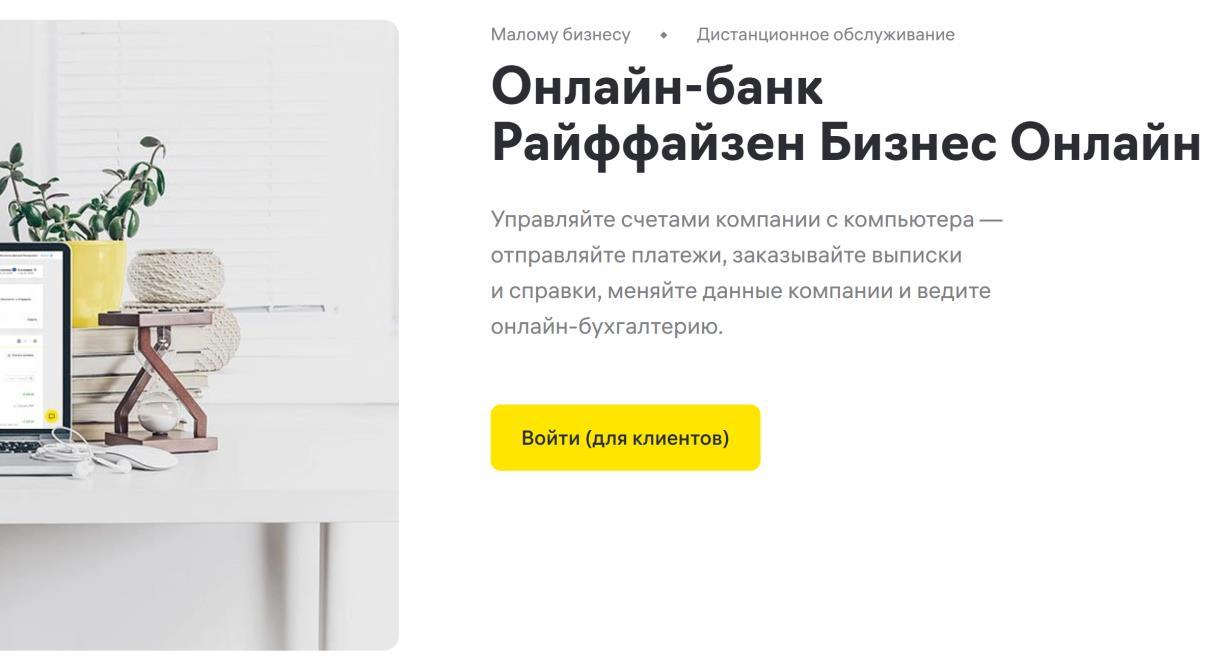 Малому бизнесу ◆ Дистанционное обслуживание
Онлайн-банк
Райффайзен Бизнес Онлайн
Управляйте счетами компании с компьютера —
отправляйте платежи, заказывайте выписки
и справки, меняйте данные компании и ведите
онлайн-бухгалтерию.
Войти (для клиентов)